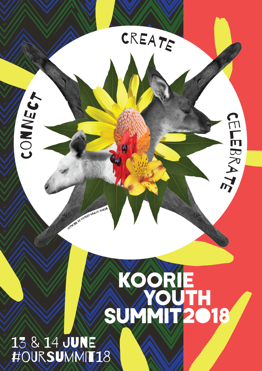 CONNECT
CREATE
CELEBRATE
KOORIE
YOUTH
SUMMIT2018
13 & 14 JUNE
#OURSUMMIT18